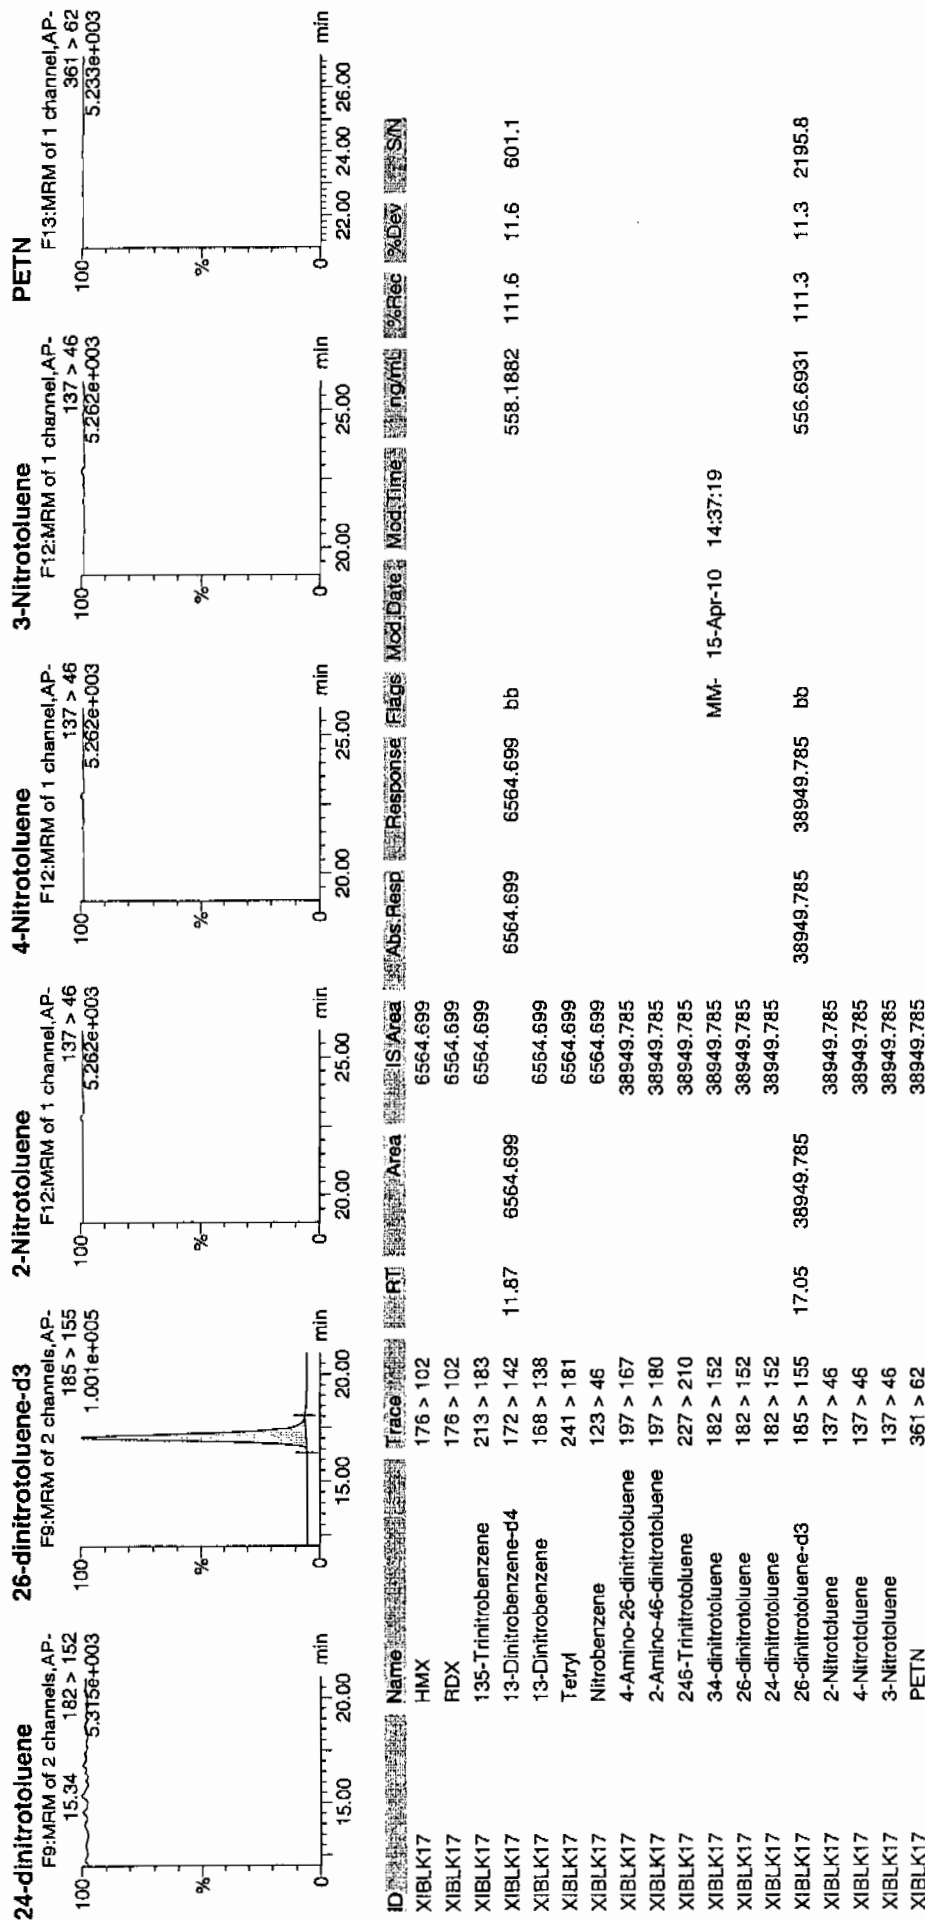 24-dinitrotoluene
F9:MRM of 2 channels,AP-
182 > 152
15.34
5.315e+003
100
%
0
15.00 20.00 min
26-dinitrotoluene-d3
F9:MRM of 2 channels,AP-
185 > 155
1.001e+005
100
%
0
15.00 20.00 min
2-Nitrotoluene
F12:MRM of 1 channel,AP-
137 > 46
5.262e+003
100
%
0
20.00 25.00 min
4-Nitrotoluene
F12:MRM of 1 channel,AP-
137 > 46
5.262e+003
100
%
0
20.00 25.00 min
3-Nitrotoluene
F12:MRM of 1 channel,AP-
137 > 46
5.262e+003
100
%
0
20.00 25.00 min
PETN
F13:MRM of 1 channel,AP-
361 > 62
5.233e+003
100
%
0
22.00 24.00 26.00 min
ID Name Trace RT Area IS Area Abs.Resp Response Flags Mod.Date Mod.Time ng/mL %Rec %Dev S/N
XIBLK17 HMX 176 > 102 6564.699
XIBLK17 RDX 176 > 102 6564.699
XIBLK17 135-Trinitrobenzene 213 > 183 6564.699
XIBLK17 13-Dinitrobenzene-d4 172 > 142 11.87 6564.699 6564.699 6564.699 bb 558.1882 111.6 11.6 601.1
XIBLK17 13-Dinitrobenzene 168 > 138 6564.699
XIBLK17 Tetryl 241 > 181 6564.699
XIBLK17 Nitrobenzene 123 > 46 6564.699
XIBLK17 4-Amino-26-dinitrotoluene 197 > 167 38949.785
XIBLK17 2-Amino-46-dinitrotoluene 197 > 180 38949.785
XIBLK17 246-Trinitrotoluene 227 > 210 38949.785
XIBLK17 34-dinitrotoluene 182 > 152 38949.785 MM- 15-Apr-10 14:37:19
XIBLK17 26-dinitrotoluene 182 > 152 38949.785
XIBLK17 24-dinitrotoluene 182 > 152 38949.785
XIBLK17 26-dinitrotoluene-d3 185 > 155 17.05 38949.785 38949.785 38949.785 bb 556.6931 111.3 11.3 2195.8
XIBLK17 2-Nitrotoluene 137 > 46 38949.785
XIBLK17 4-Nitrotoluene 137 > 46 38949.785
XIBLK17 3-Nitrotoluene 137 > 46 38949.785
XIBLK17 PETN 361 > 62 38949.785